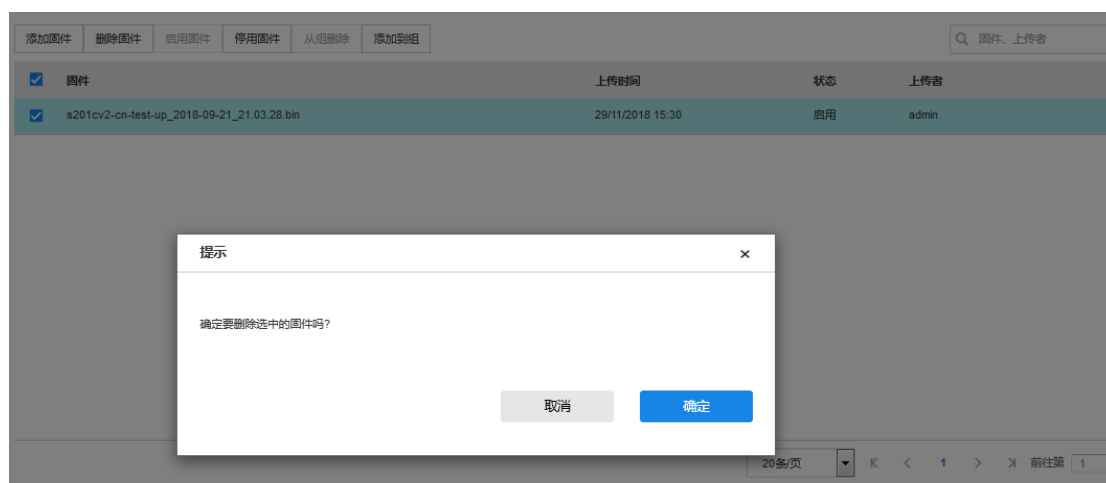 添加固件 删除固件 启用固件 停用固件 从组删除 添加到组 固件、上传者
固件 上传时间 状态 上传者
s201cv2-cn-test-up_2018-09-21_21.03.28.bin 29/11/2018 15:30 启用 admin
提示 ×
确定要删除选中的固件吗?
取消 确定
20条/页 1 前往第 1